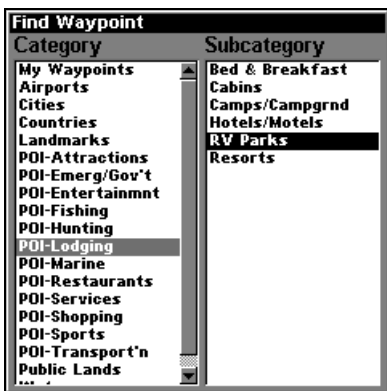 Find Waypoint
Category
Subcategory
My Waypoints
Airports
Cities
Countries
Landmarks
POI-Attractions
POI-Emerg/Gov't
POI-Entertainmnt
POI-Fishing
POI-Hunting
POI-Lodging
POI-Marine
POI-Restaurants
POI-Services
POI-Shopping
POI-Sports
POI-Transport'n
Public Lands
Bed & Breakfast
Cabins
Camps/Campgrnd
Hotels/Motels
RV Parks
Resorts